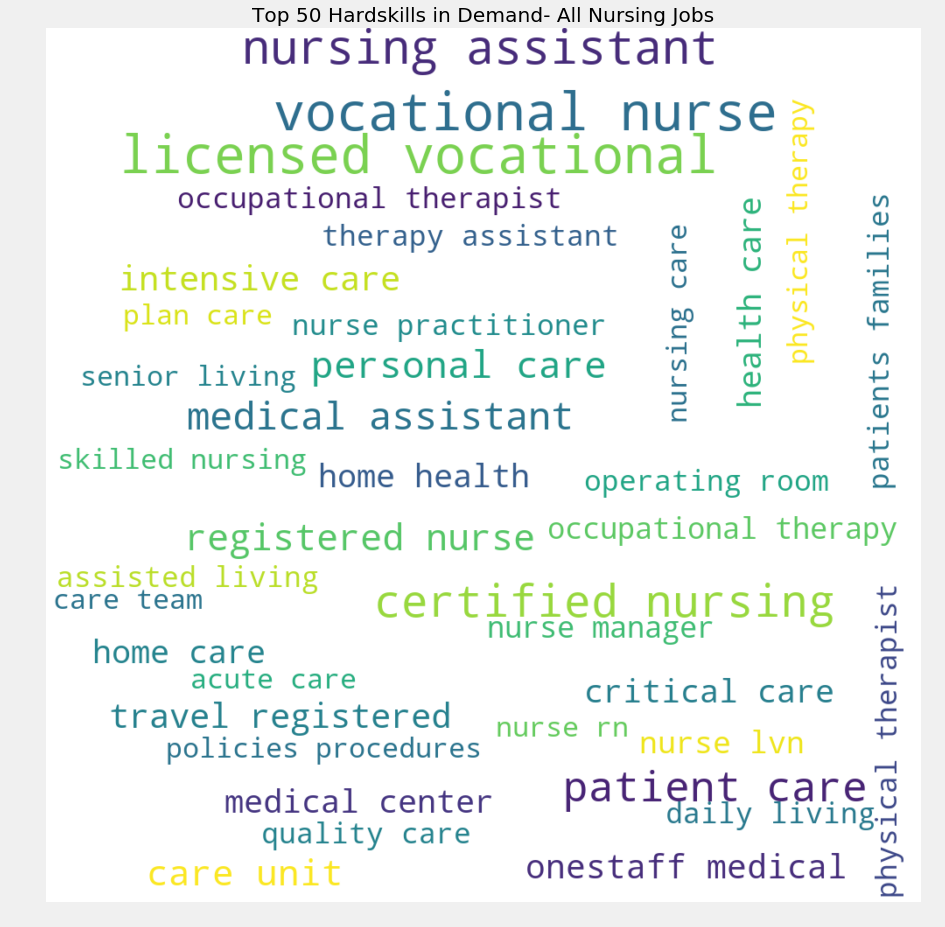 Top 50 Hardskills in Demand- All Nursing Jobs
nursing assistant
vocational nurse
licensed vocational
occupational therapist
therapy assistant
intensive care
plan care
nurse practitioner
personal care
senior living
medical assistant
skilled nursing
home health
nursing care
health care
physical therapy
patients families
operating room
registered nurse
occupational therapy
assisted living
care team
certified nursing
nurse manager
home care
acute care
critical care
travel registered
nurse rn
policies procedures
nurse lvn
physical therapist
patient care
medical center
daily living
quality care
care unit
onestaff medical